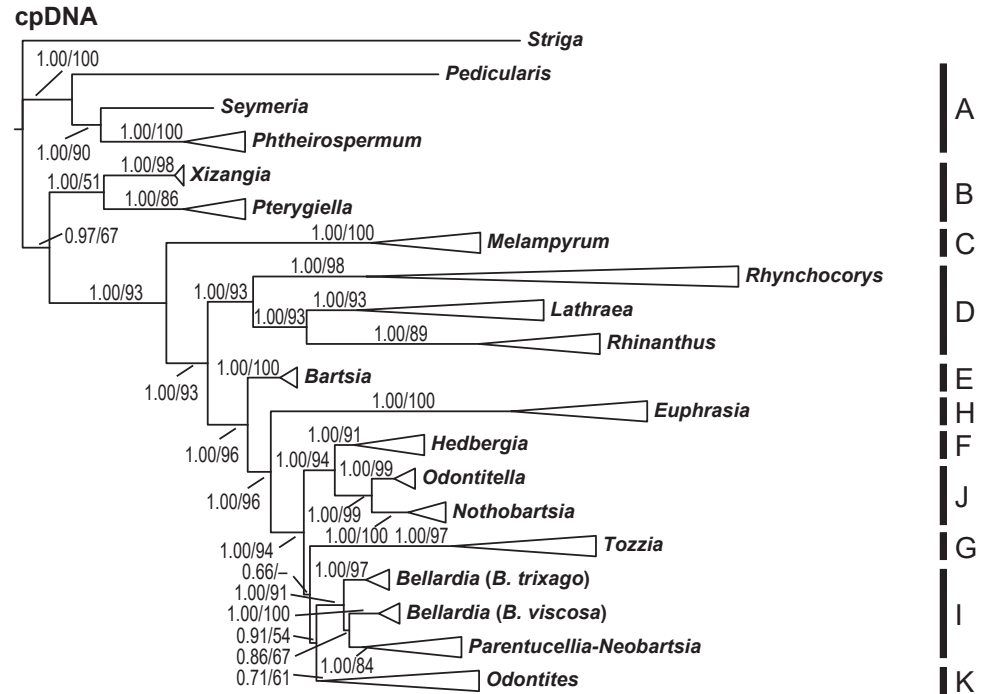 cpDNA
Striga
1.00/100
Pedicularis
A
Seymeria
1.00/90
1.00/100
Phtheirospermum
1.00/98
Xizangia
1.00/51
B
1.00/86
Pterygiella
0.97/67
1.00/100
Melampyrum
C
1.00/98
Rhynchocorys
1.00/93
1.00/93
1.00/93
Lathraea
D
1.00/93
1.00/89
Rhinanthus
1.00/93
1.00/100
Bartsia
E
1.00/100
Euphrasia
H
1.00/96
1.00/91
Hedbergia
F
1.00/94
1.00/99
Odontitella
J
1.00/96
1.00/99
Nothobartsia
1.00/100
1.00/97
Tozzia
G
1.00/94
0.66/–
1.00/97
Bellardia (B. trixago)
1.00/91
1.00/100
Bellardia (B. viscosa)
I
0.91/54
0.86/67
Parentucellia-Neobartsia
1.00/84
0.71/61
Odontites
K